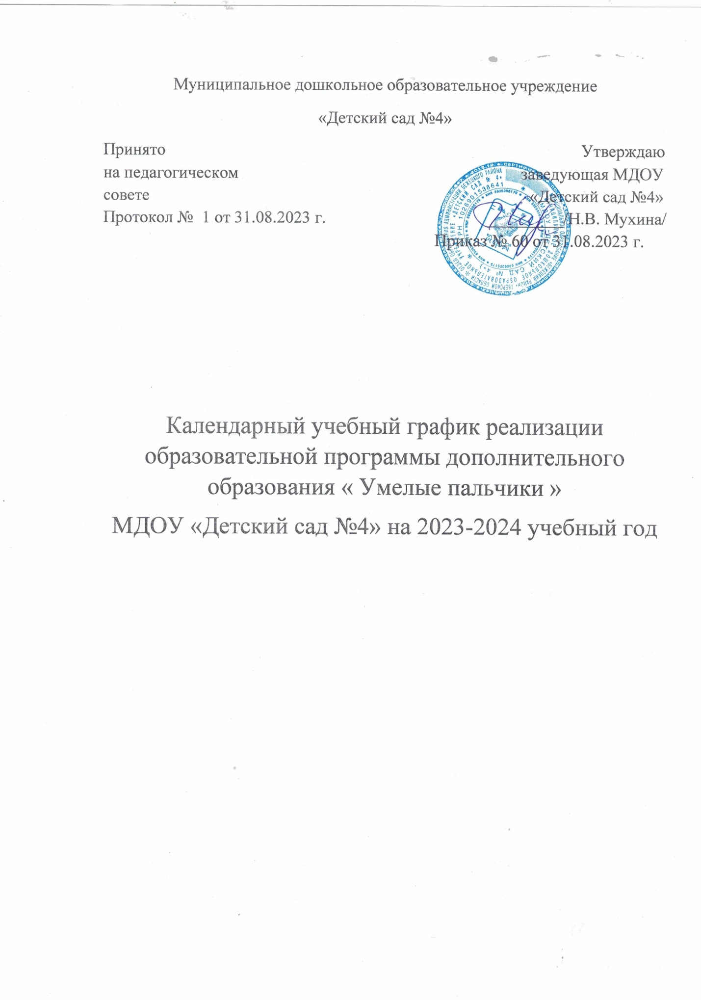 Муниципальное дошкольное образовательное учреждение
«Детский сад №4»
Принято
на педагогическом
совете
Протокол № 1 от 31.08.2023 г.
Утверждаю
заведующая МДОУ
«Детский сад №4»
/Н.В. Мухина/
Приказ № 60 от 31.08.2023 г.
Календарный учебный график реализации
образовательной программы дополнительного
образования « Умелые пальчики »
МДОУ «Детский сад №4» на 2023-2024 учебный год